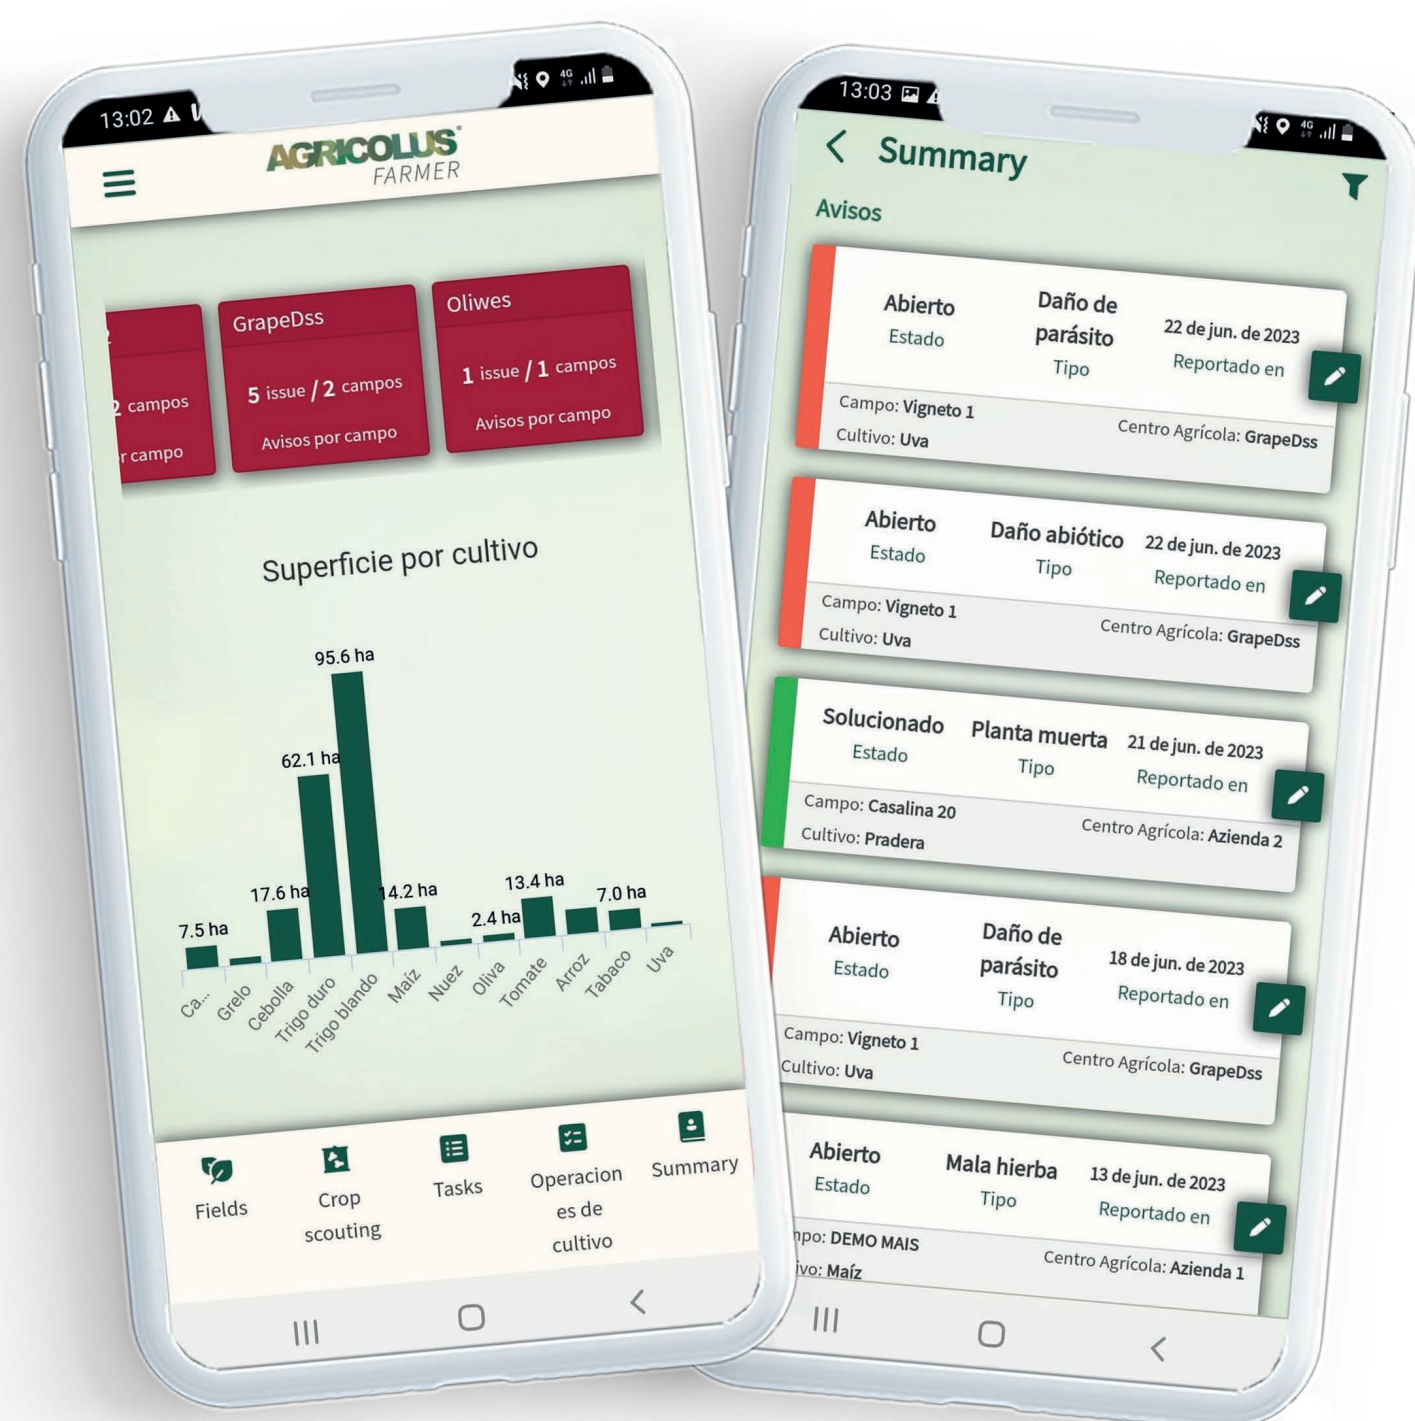 13:02
4G
AGRICOLUS
FARMER
GrapeDss
Oliwes
2 campos
5 issue / 2 campos
1 issue / 1 campos
r campo
Avisos por campo
Avisos por campo
Superficie por cultivo
95.6 ha
62.1 ha
17.6 ha
14.2 ha
13.4 ha
7.5 ha
2.4 ha
7.0 ha
Ca...
Grelo
Cebolla
Trigo duro
Trigo blando
Maíz
Nuez
Oliva
Tomate
Arroz
Tabaco
Uva
Fields
Crop
scouting
Tasks
Operacion
es de
cultivo
Summary
13:03
4G
Summary
Avisos
Abierto
Estado
Daño de
parásito
Tipo
22 de jun. de 2023
Reportado en
Campo: Vigneto 1
Cultivo: Uva
Centro Agrícola: GrapeDss
Abierto
Estado
Daño abiótico
Tipo
22 de jun. de 2023
Reportado en
Campo: Vigneto 1
Cultivo: Uva
Centro Agrícola: GrapeDss
Solucionado
Estado
Planta muerta
Tipo
21 de jun. de 2023
Reportado en
Campo: Casalina 20
Cultivo: Pradera
Centro Agrícola: Azienda 2
Abierto
Estado
Daño de
parásito
Tipo
18 de jun. de 2023
Reportado en
Campo: Vigneto 1
Cultivo: Uva
Centro Agrícola: GrapeDss
Abierto
Estado
Mala hierba
Tipo
13 de jun. de 2023
Reportado en
mpo: DEMO MAIS
ivo: Maíz
Centro Agrícola: Azienda 1